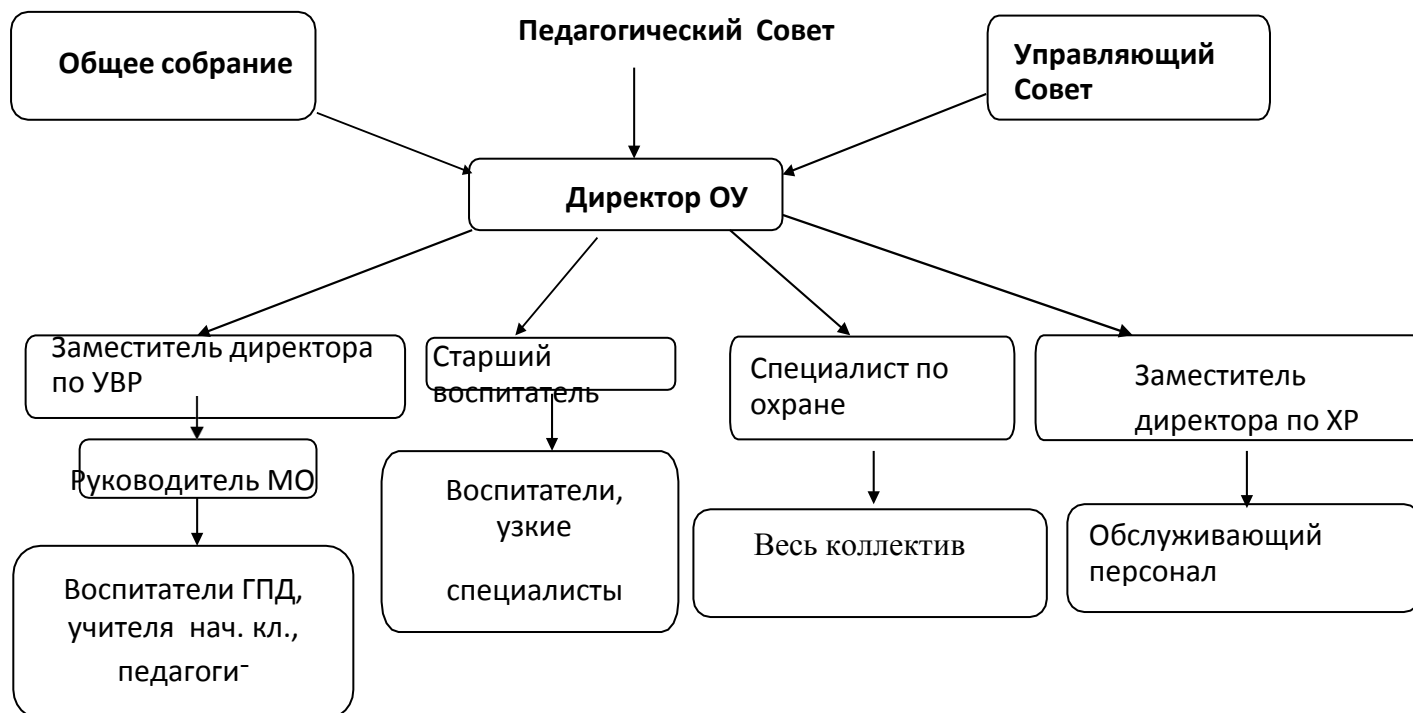 Общее собрание
Педагогический Совет
Управляющий
Совет
Директор ОУ
Заместитель директора
по УВР
Старший
воспитатель
Специалист по
охране
Заместитель
директора по ХР
Руководитель МО
Воспитатели,
узкие
специалисты
Весь коллектив
Обслуживающий
персонал
Воспитатели ГПД,
учителя нач. кл.,
педагоги-